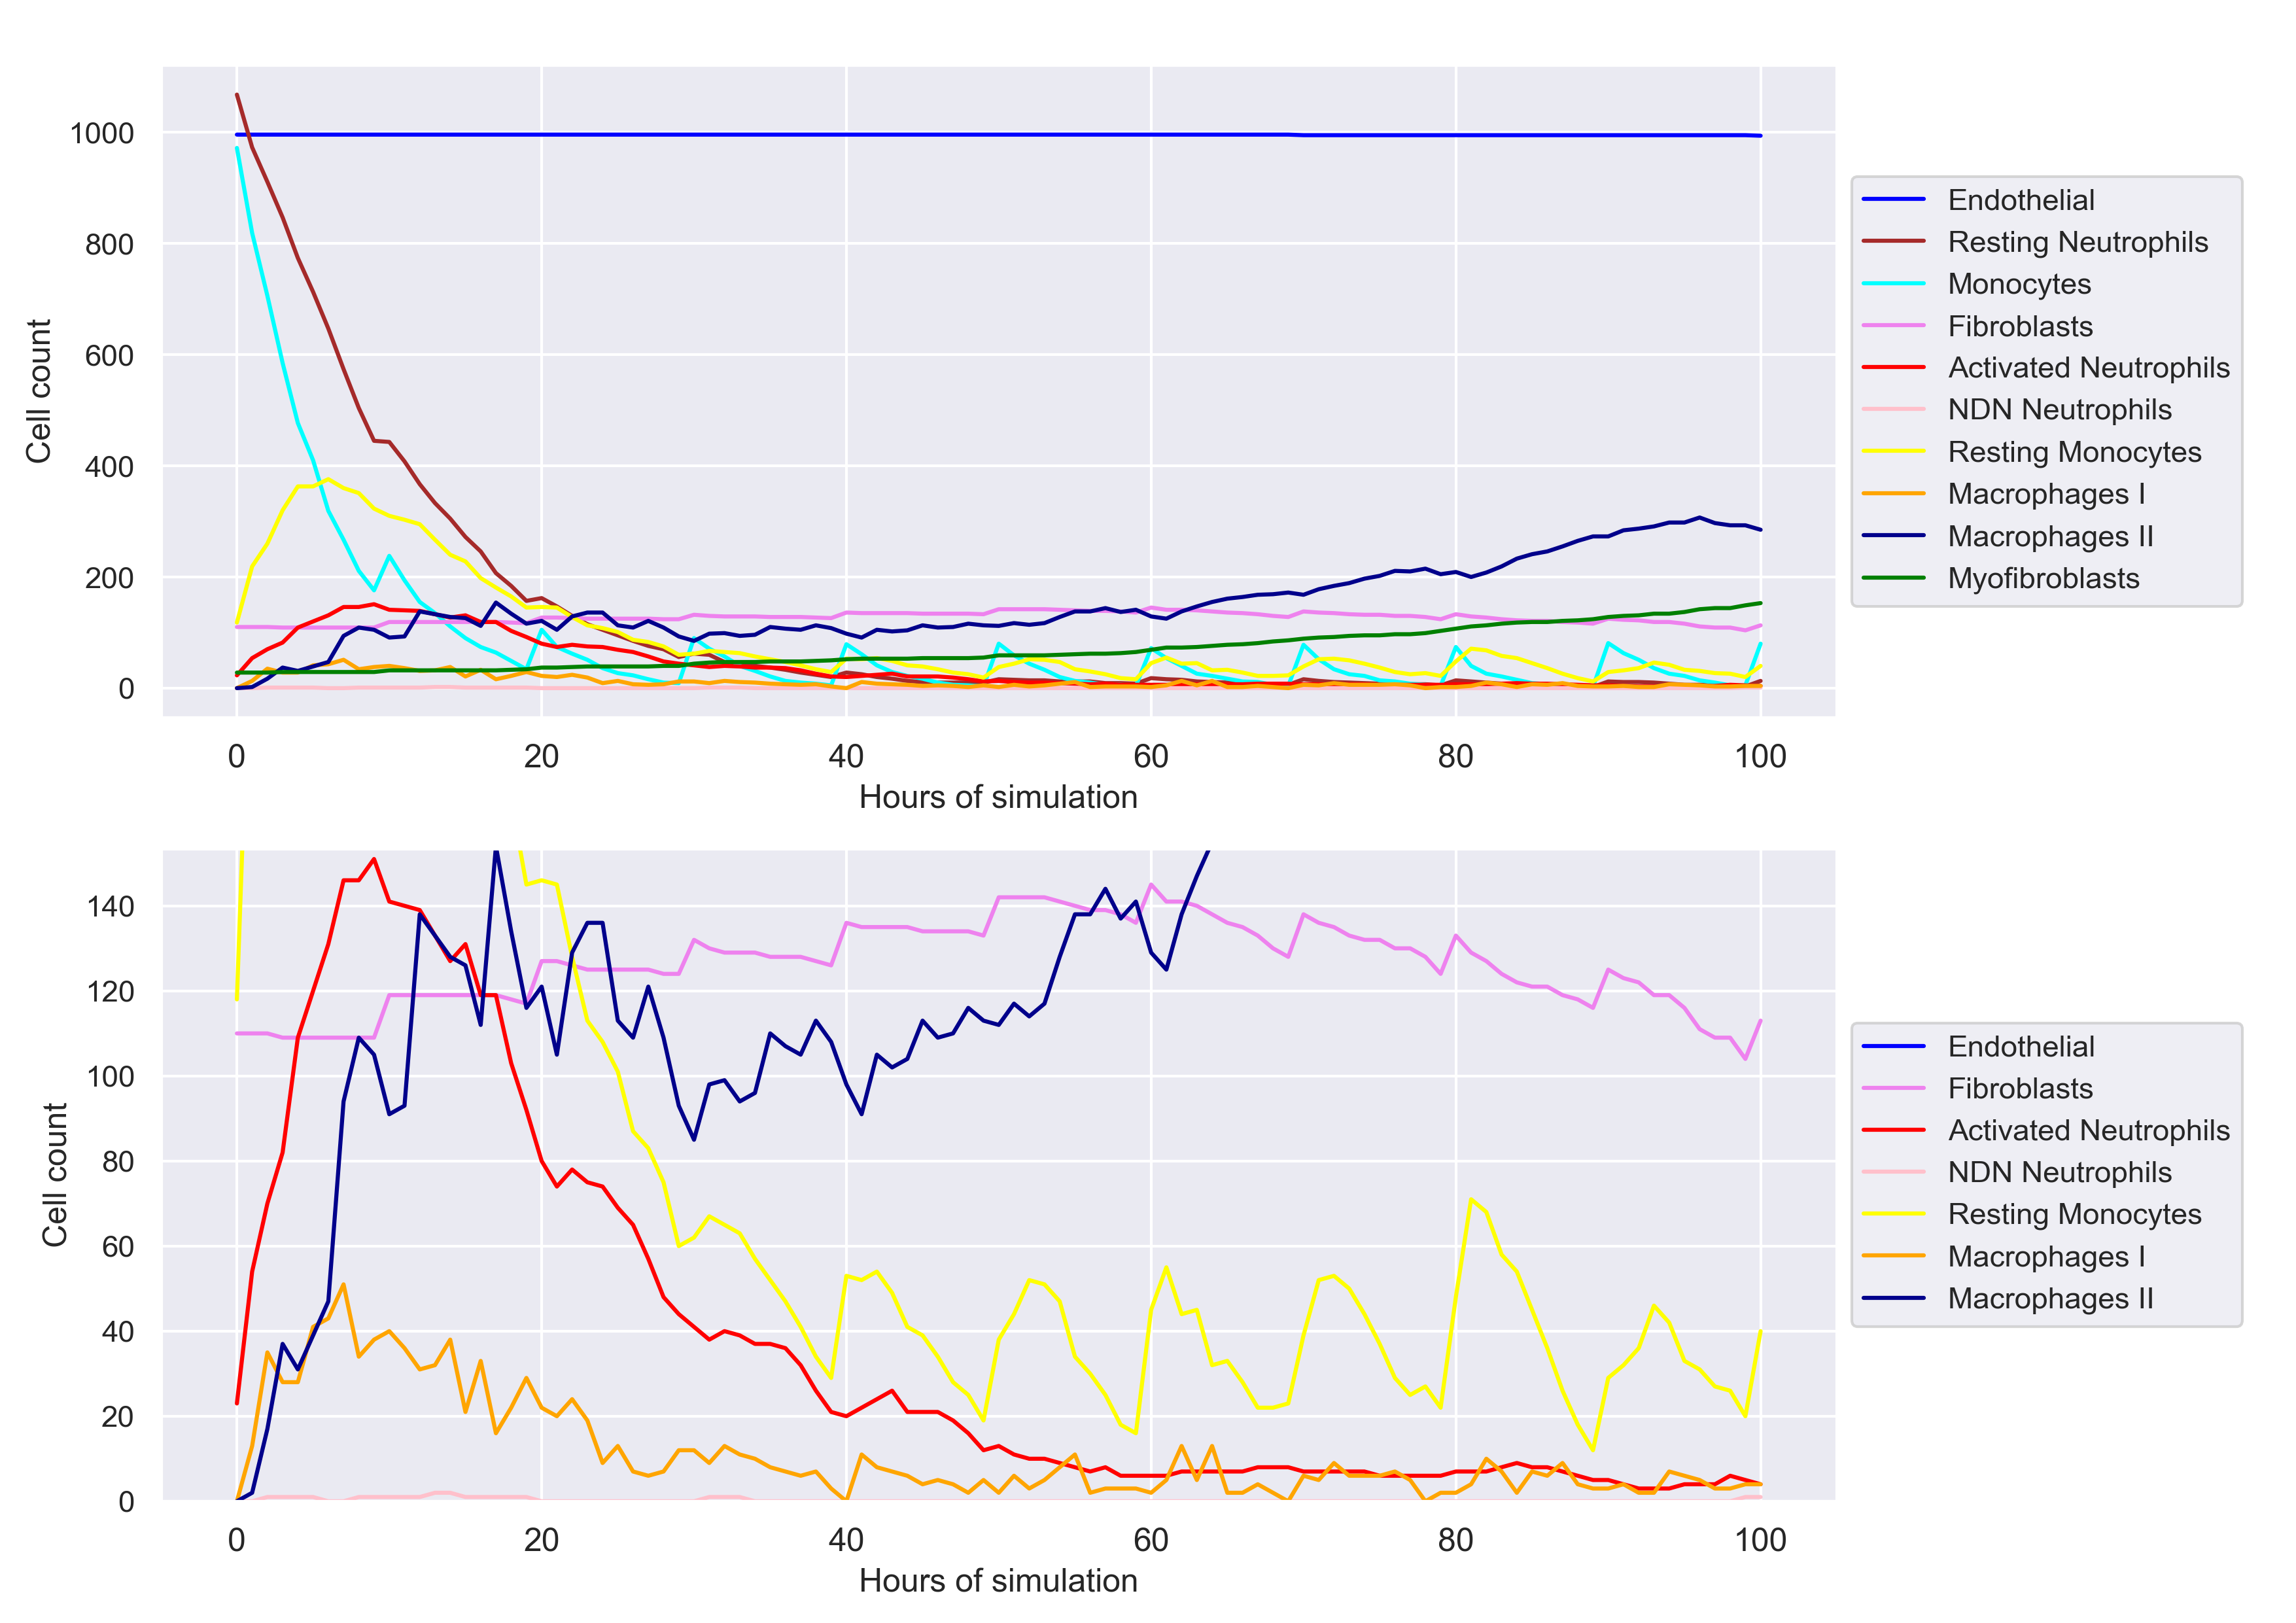 1000
800
600
400
200
0
Cell count
0 20 40 60 80 100
Hours of simulation
Endothelial
Resting Neutrophils
Monocytes
Fibroblasts
Activated Neutrophils
NDN Neutrophils
Resting Monocytes
Macrophages I
Macrophages II
Myofibroblasts
140
120
100
80
60
40
20
0
Cell count
0 20 40 60 80 100
Hours of simulation
Endothelial
Fibroblasts
Activated Neutrophils
NDN Neutrophils
Resting Monocytes
Macrophages I
Macrophages II